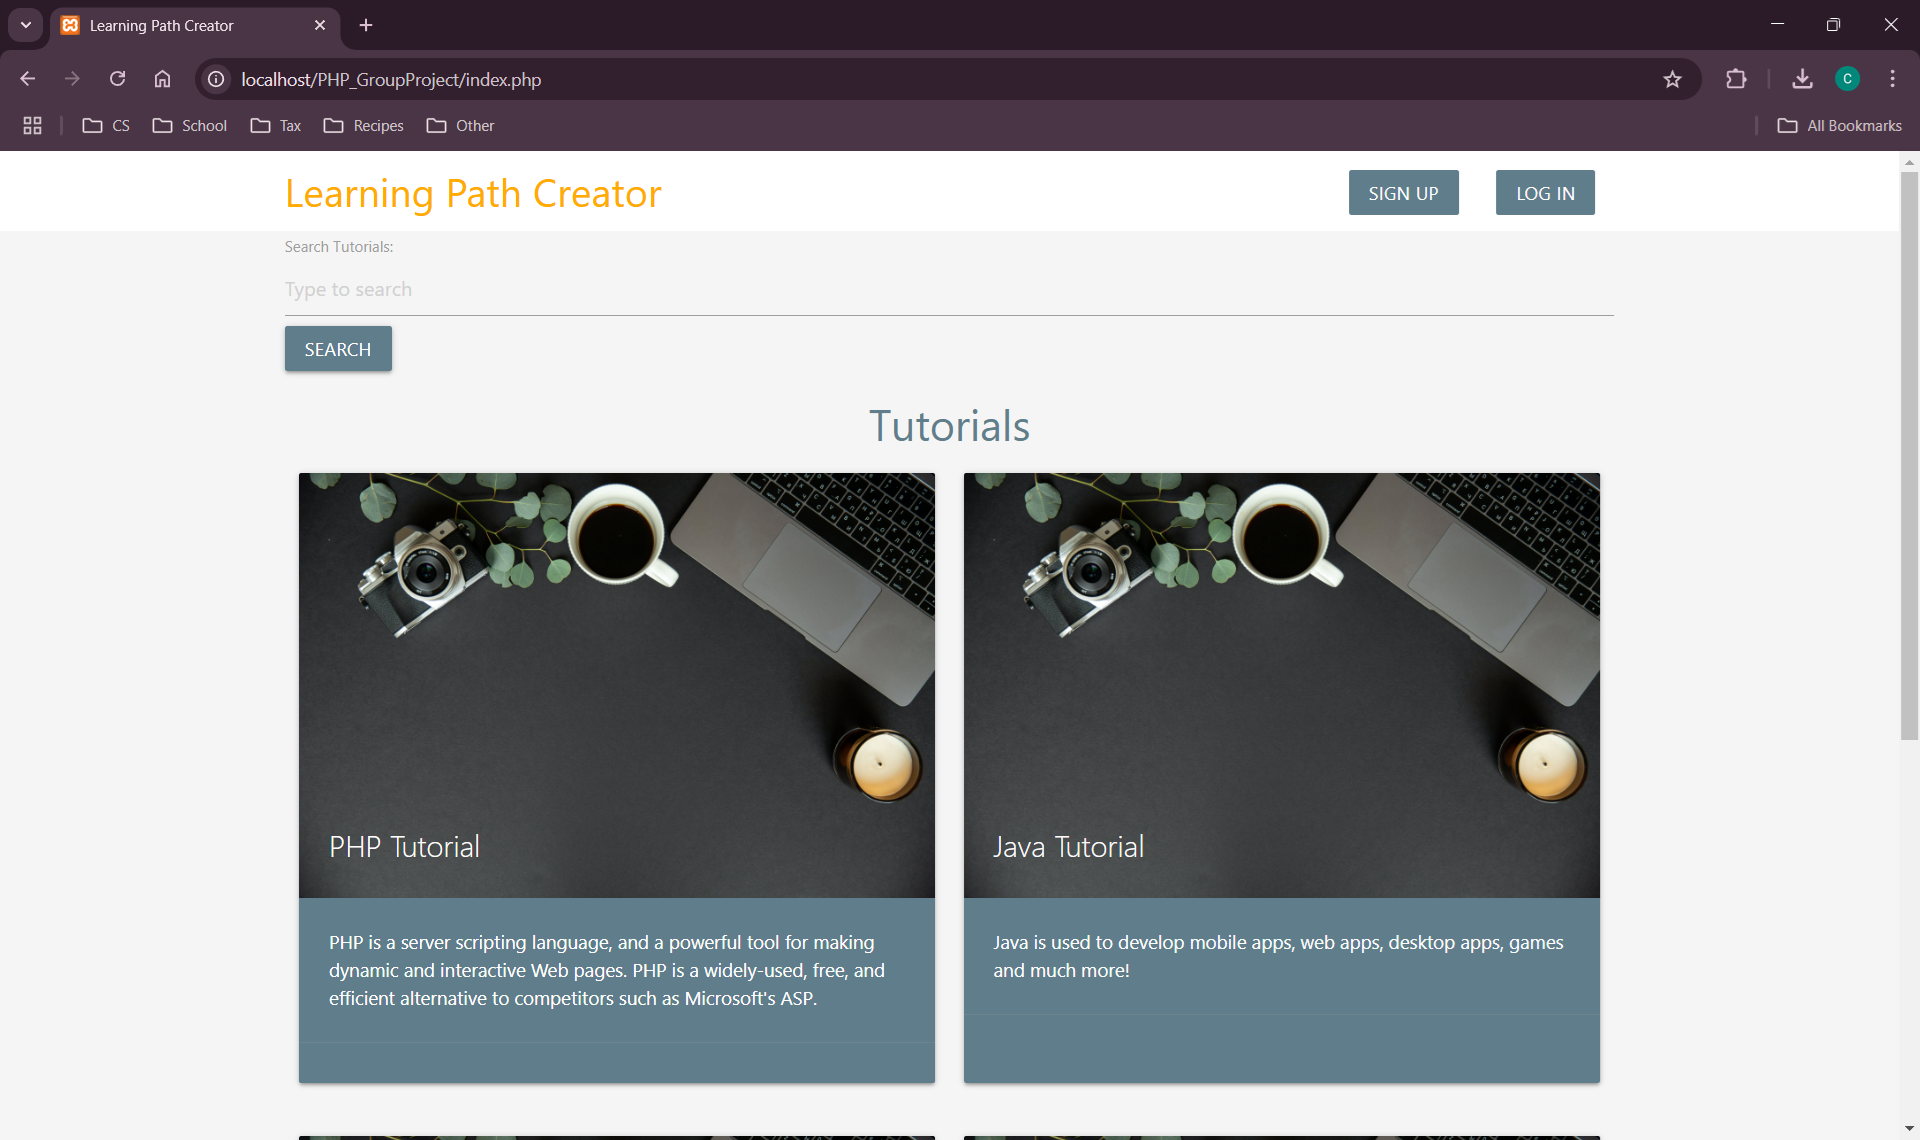 Learning Path Creator
localhost/PHP_GroupProject/index.php
C
CS School Tax Recipes Other All Bookmarks
Learning Path Creator
SIGN UP LOG IN
Search Tutorials:
Type to search
SEARCH
Tutorials
PHP Tutorial
PHP is a server scripting language, and a powerful tool for making
dynamic and interactive Web pages. PHP is a widely-used, free, and
efficient alternative to competitors such as Microsoft's ASP.
Java Tutorial
Java is used to develop mobile apps, web apps, desktop apps, games
and much more!